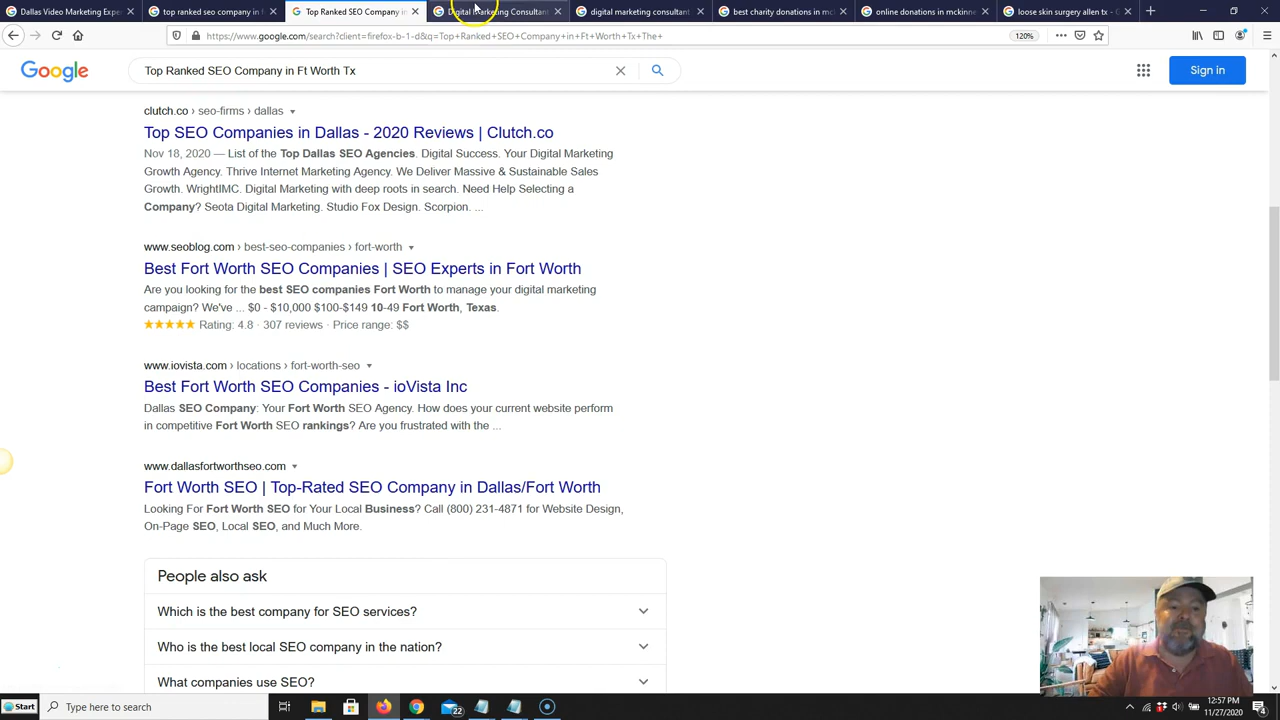 Dallas Video Marketing Expe
top ranked seo company in f
Top Ranked SEO Company in
Digital Marketing Consultant
digital marketing consultant
best charity donations in mc
online donations in mckinne
loose skin surgery allen tx - G
https://www.google.com/search?client=firefox-b-1-d&q=Top+Ranked+SEO+Company+in+Ft+Worth+Tx+The+
120%
Google
Top Ranked SEO Company in Ft Worth Tx
Sign in
clutch.co › seo-firms › dallas
Top SEO Companies in Dallas - 2020 Reviews | Clutch.co
Nov 18, 2020 — List of the Top Dallas SEO Agencies. Digital Success. Your Digital Marketing
Growth Agency. Thrive Internet Marketing Agency. We Deliver Massive & Sustainable Sales
Growth. WrightIMC. Digital Marketing with deep roots in search. Need Help Selecting a
Company? Seota Digital Marketing. Studio Fox Design. Scorpion. ...
www.seoblog.com › best-seo-companies › fort-worth
Best Fort Worth SEO Companies | SEO Experts in Fort Worth
Are you looking for the best SEO companies Fort Worth to manage your digital marketing
campaign? We've ... $0 - $10,000 $100-$149 10-49 Fort Worth, Texas.
Rating: 4.8 · 307 reviews · Price range: $$
www.iovista.com › locations › fort-worth-seo
Best Fort Worth SEO Companies - ioVista Inc
Dallas SEO Company: Your Fort Worth SEO Agency. How does your current website perform
in competitive Fort Worth SEO rankings? Are you frustrated with the ...
www.dallasfortworthseo.com
Fort Worth SEO | Top-Rated SEO Company in Dallas/Fort Worth
Looking For Fort Worth SEO for Your Local Business? Call (800) 231-4871 for Website Design,
On-Page SEO, Local SEO, and Much More.
People also ask
Which is the best company for SEO services?
Who is the best local SEO company in the nation?
What companies use SEO?
Start
Type here to search
22
12:57 PM
11/27/2020
4